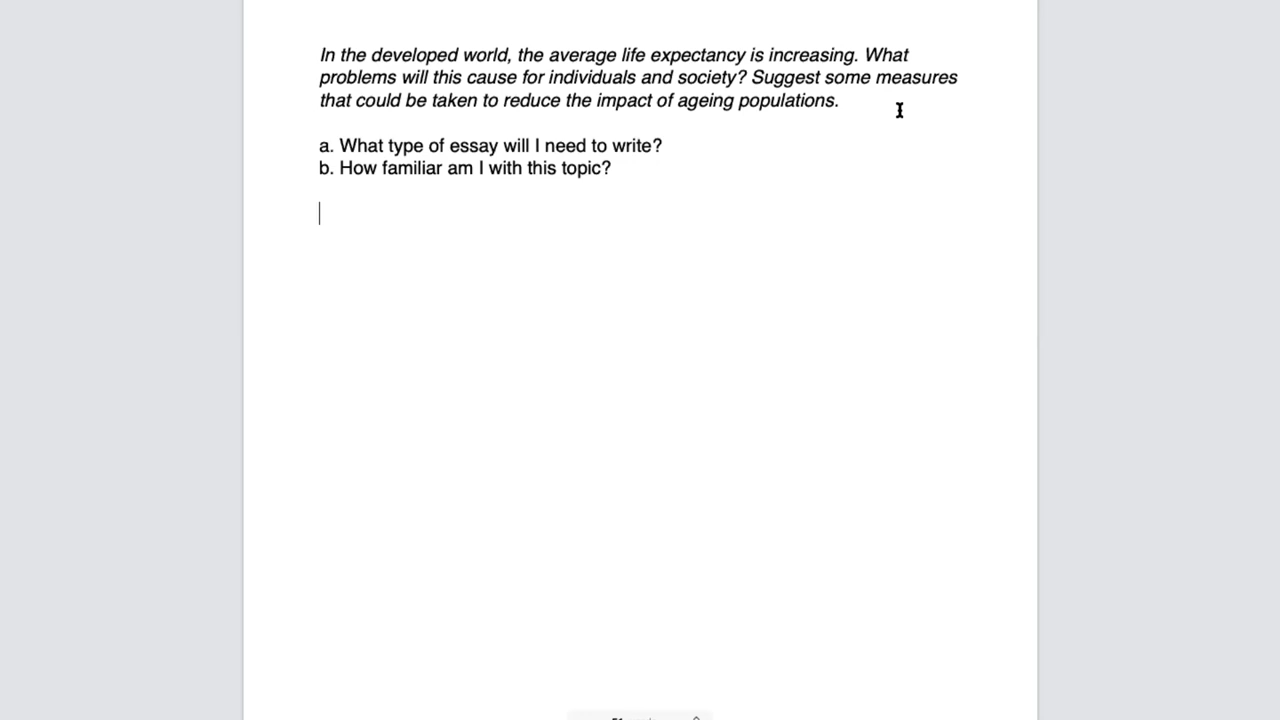 In the developed world, the average life expectancy is increasing. What
problems will this cause for individuals and society? Suggest some measures
that could be taken to reduce the impact of ageing populations.
a. What type of essay will I need to write?
b. How familiar am I with this topic?